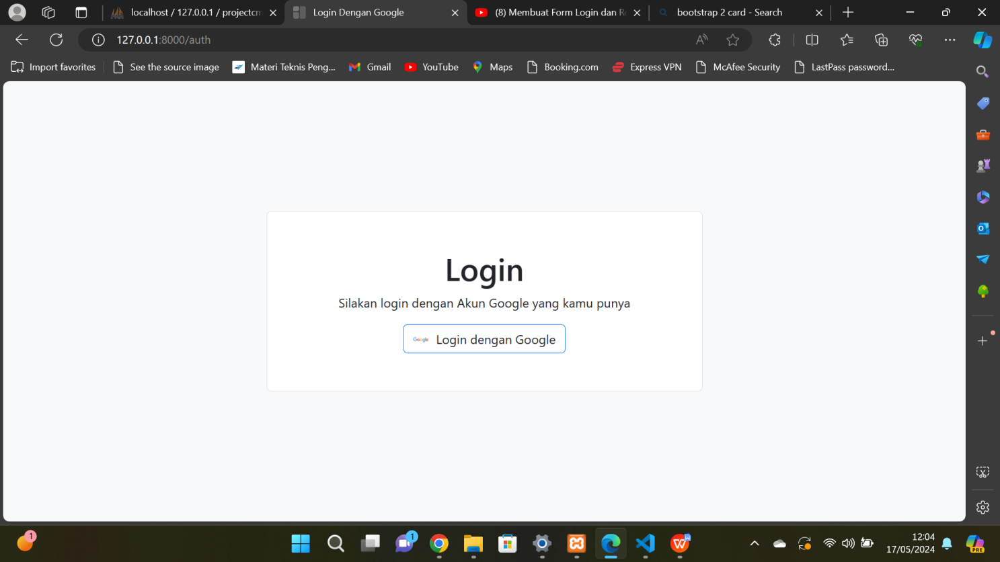 localhost / 127.0.0.1 / projectcm
Login Dengan Google
(8) Membuat Form Login dan R
bootstrap 2 card - Search
127.0.0.1:8000/auth
Import favorites
See the source image
Materi Teknis Peng...
Gmail
YouTube
Maps
Booking.com
Express VPN
McAfee Security
LastPass password...
Login
Silakan login dengan Akun Google yang kamu punya
Google Login dengan Google
1
1
12:04
17/05/2024
PRE